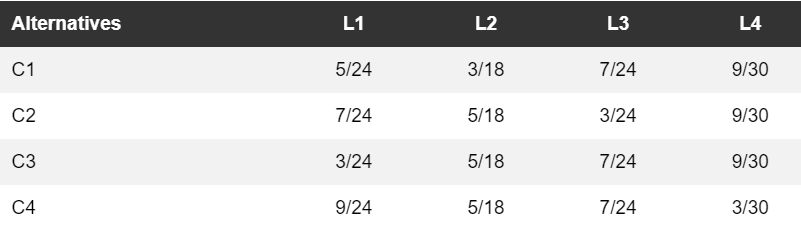 Alternatives L1 L2 L3 L4
C1 5/24 3/18 7/24 9/30
C2 7/24 5/18 3/24 9/30
C3 3/24 5/18 7/24 9/30
C4 9/24 5/18 7/24 3/30